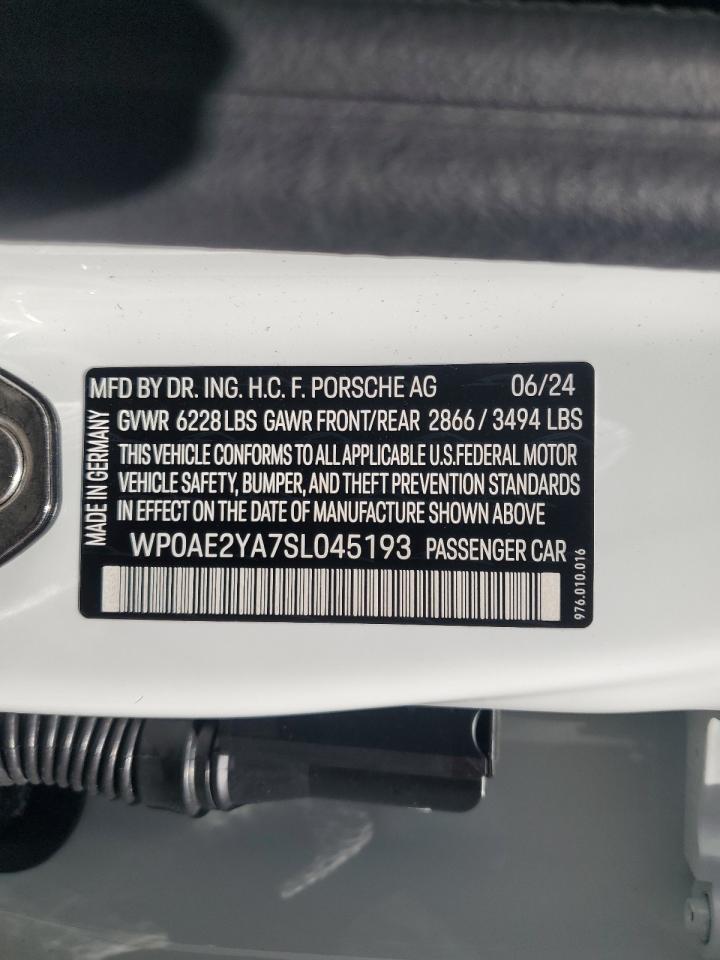 MFD BY DR. ING. H.C. F. PORSCHE AG 06/24
GVWR 6228 LBS GAWR FRONT/REAR 2866 / 3494 LBS
THIS VEHICLE CONFORMS TO ALL APPLICABLE U.S.FEDERAL MOTOR
VEHICLE SAFETY, BUMPER, AND THEFT PREVENTION STANDARDS
IN EFFECT ON THE DATE OF MANUFACTURE SHOWN ABOVE
WP0AE2YA7SL045193 PASSENGER CAR
MADE IN GERMANY
976.010.016